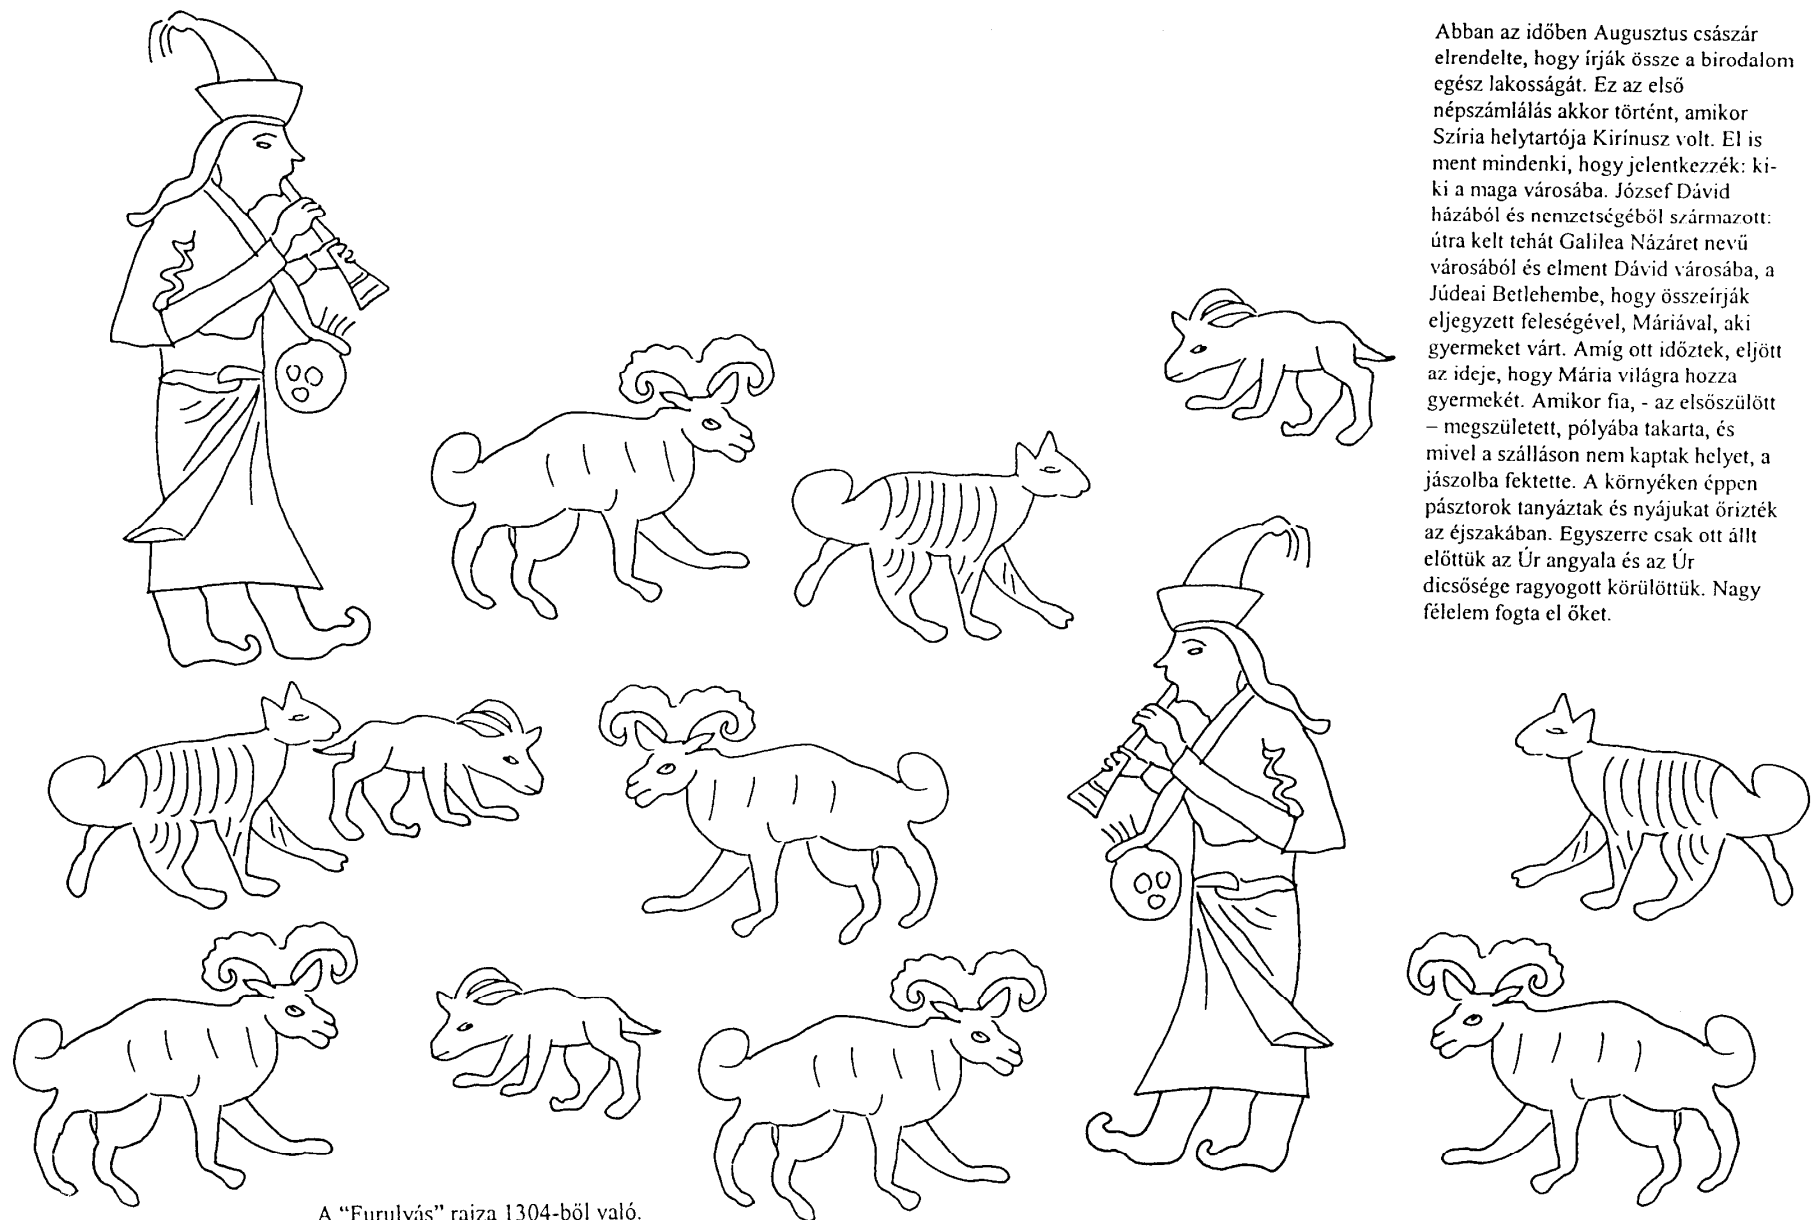 Abban az időben Augusztus császár
elrendelte, hogy írják össze a birodalom
egész lakosságát. Ez az első
népszámlálás akkor történt, amikor
Szíria helytartója Kirínusz volt. El is
ment mindenki, hogy jelentkezzék: ki-
ki a maga városába. József Dávid
házából és nemzetségéből származott:
útra kelt tehát Galilea Názáret nevű
városából és elment Dávid városába, a
Júdeai Betlehembe, hogy összeírják
eljegyzett feleségével, Máriával, aki
gyermeket várt. Amíg ott időztek, eljött
az ideje, hogy Mária világra hozza
gyermekét. Amikor fia, - az elsőszülött
– megszületett, pólyába takarta, és
mivel a szálláson nem kaptak helyet, a
jászolba fektette. A környéken éppen
pásztorok tanyáztak és nyájukat őrizték
az éjszakában. Egyszerre csak ott állt
előttük az Úr angyala és az Úr
dicsősége ragyogott körülöttük. Nagy
félelem fogta el őket.
A “Furulyás” rajza 1304-ből való.